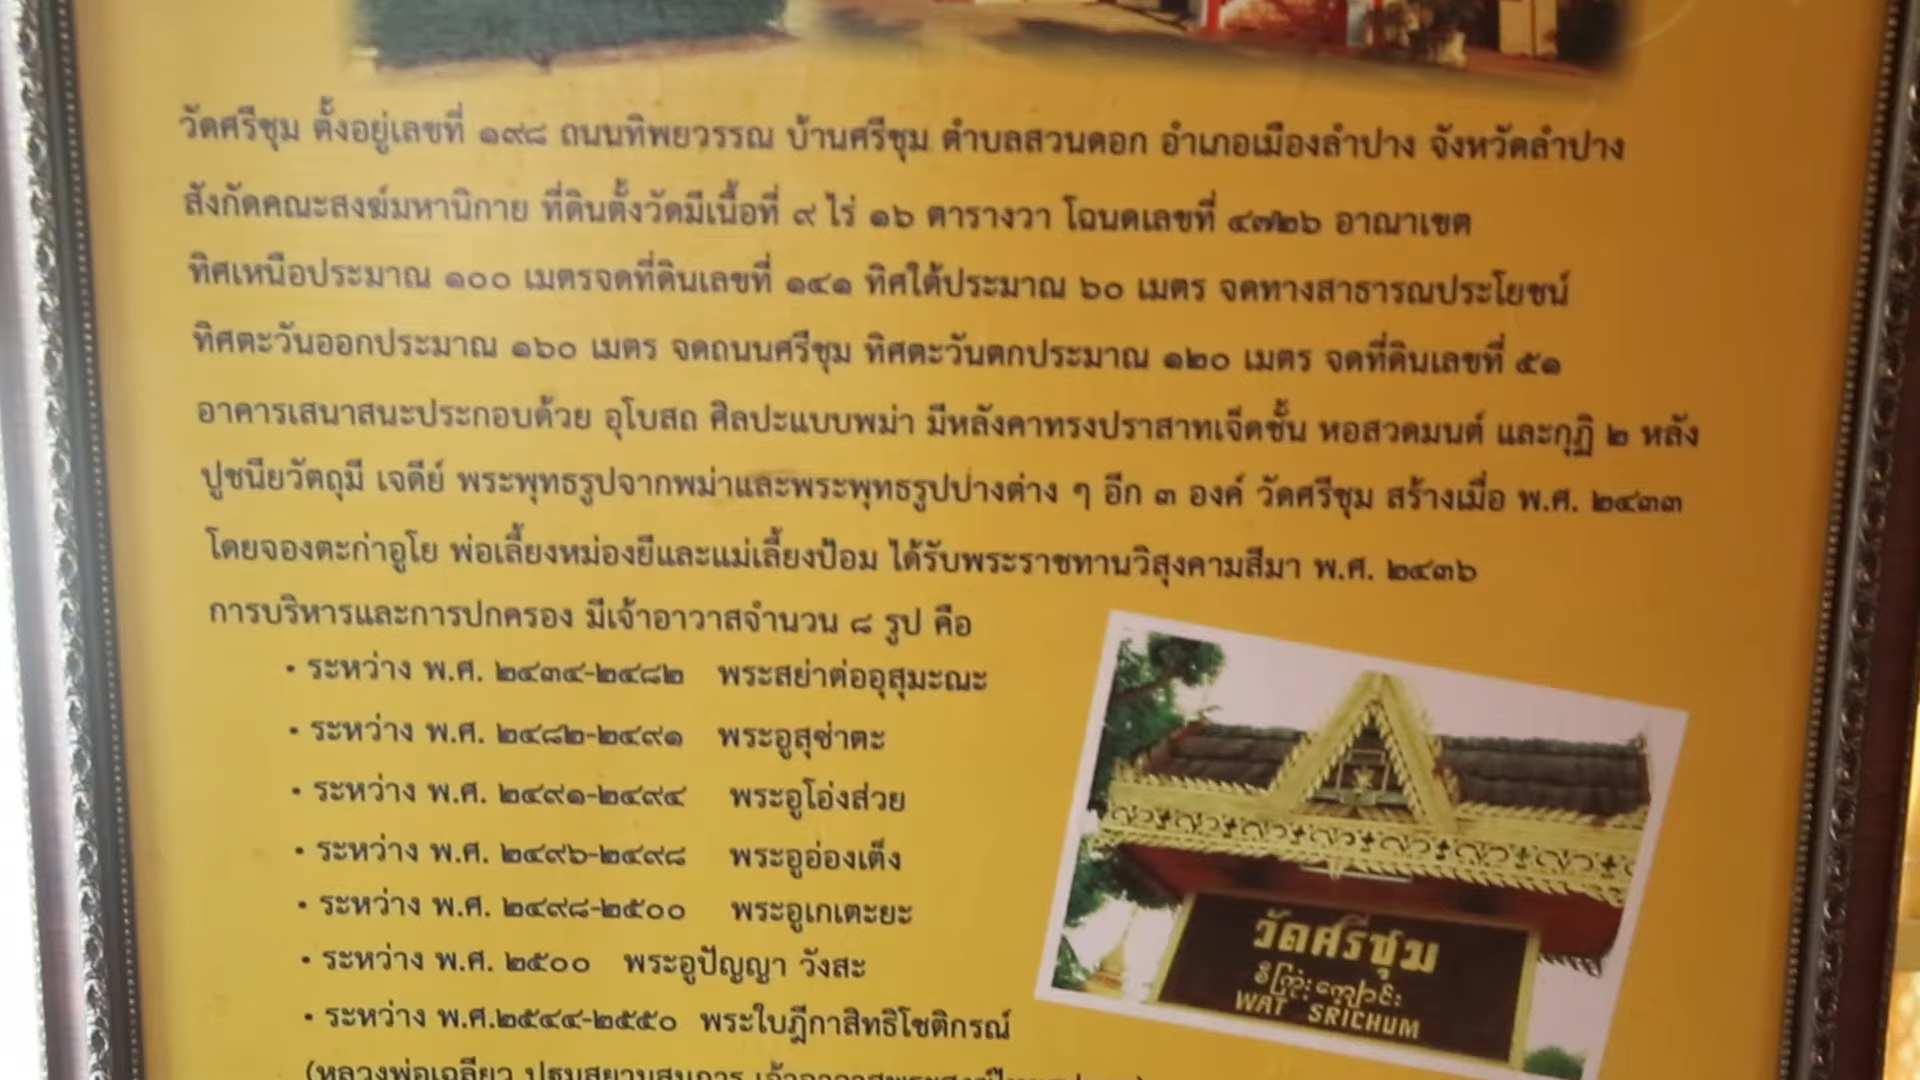 วัดศรีชุม ตั้งอยู่เลขที่ ๑๙๘ ถนนทิพยวรรณ บ้านศรีชุม ตำบลสวนดอก อำเภอเมืองลำปาง จังหวัดลำปาง
สังกัดคณะสงฆ์มหานิกาย ที่ดินตั้งวัดมีเนื้อที่ ๙ ไร่ ๑๖ ตารางวา โฉนดเลขที่ ๔๗๒๖ อาณาเขต
ทิศเหนือประมาณ ๑๐๐ เมตรจดที่ดินเลขที่ ๑๔๑ ทิศใต้ประมาณ ๖๐ เมตร จดทางสาธารณประโยชน์
ทิศตะวันออกประมาณ ๑๖๐ เมตร จดถนนศรีชุม ทิศตะวันตกประมาณ ๑๒๐ เมตร จดที่ดินเลขที่ ๕๑
อาคารเสนาสนะประกอบด้วย อุโบสถ ศิลปะแบบพม่า มีหลังคาทรงปราสาทเจ็ดชั้น หอสวดมนต์ และกุฏิ ๒ หลัง
ปูชนียวัตถุมี เจดีย์ พระพุทธรูปจากพม่าและพระพุทธรูปปางต่าง ๆ อีก ๓ องค์ วัดศรีชุม สร้างเมื่อ พ.ศ. ๒๔๓๓
โดยจองตะก่าอูโย พ่อเลี้ยงหม่องยีและแม่เลี้ยงป้อม ได้รับพระราชทานวิสุงคามสีมา พ.ศ. ๒๔๓๖
การบริหารและการปกครอง มีเจ้าอาวาสจำนวน ๘ รูป คือ
• ระหว่าง พ.ศ. ๒๔๓๔-๒๔๘๒ พระสย่าต่ออุสุมะณะ
• ระหว่าง พ.ศ. ๒๔๘๒-๒๔๙๑ พระอูสุซ่าตะ
• ระหว่าง พ.ศ. ๒๔๙๑-๒๔๙๔ พระอูโอ่งส่วย
• ระหว่าง พ.ศ. ๒๔๙๖-๒๔๙๘ พระอูอ่องเต็ง
• ระหว่าง พ.ศ. ๒๔๙๘-๒๕๐๐ พระอูเกเตะยะ
• ระหว่าง พ.ศ. ๒๕๐๐ พระอูปัญญา วังสะ
• ระหว่าง พ.ศ.๒๕๔๔-๒๕๕๐ พระใบฎีกาสิทธิโชติกรณ์
(หลวงพ่อเฉลียว
วัดศรีชุม
WAT SRICHUM